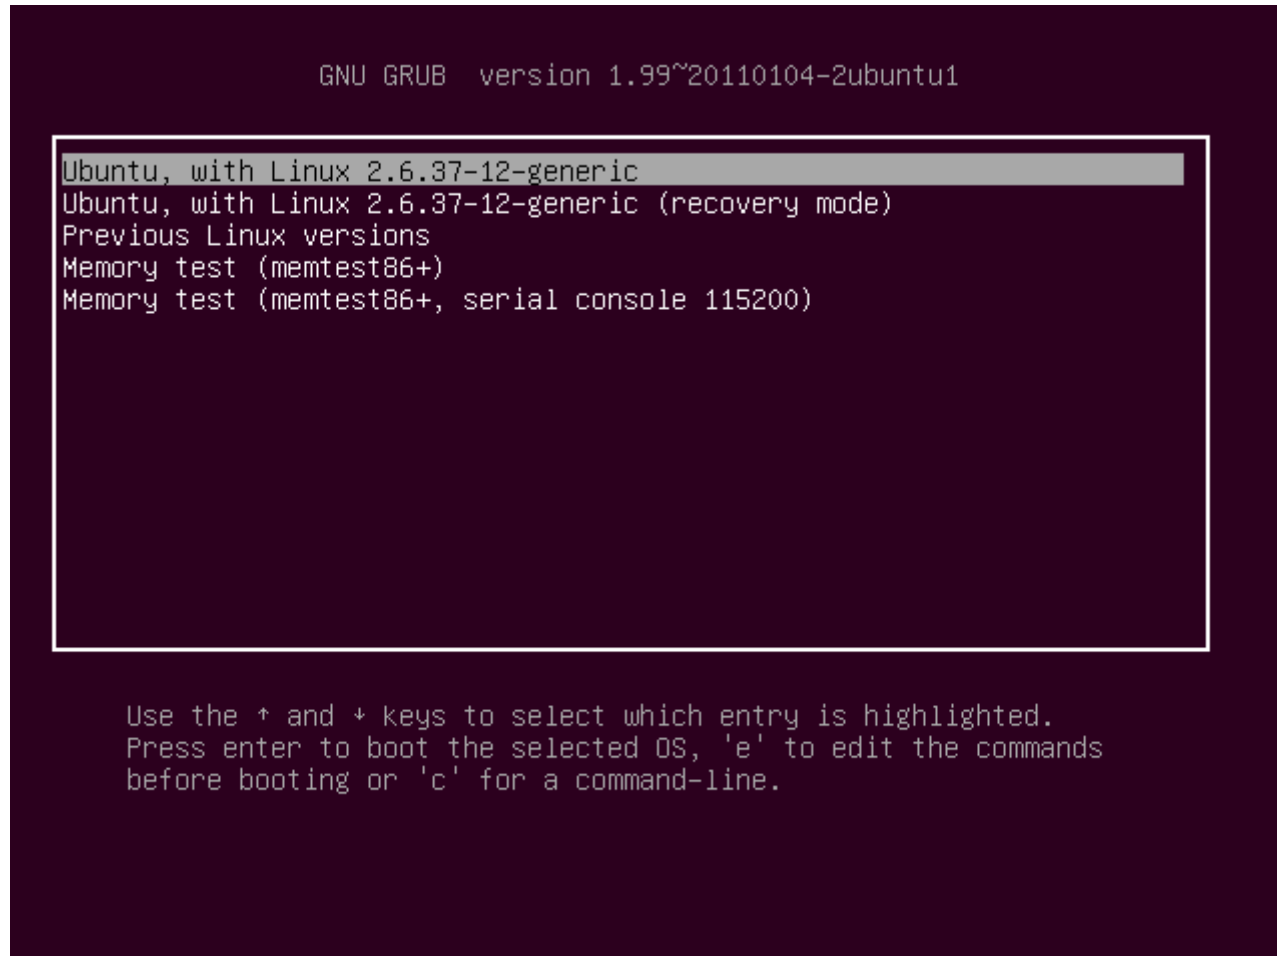 GNU GRUB  version 1.99~20110104-2ubuntu1
Ubuntu, with Linux 2.6.37-12-generic
Ubuntu, with Linux 2.6.37-12-generic (recovery mode)
Previous Linux versions
Memory test (memtest86+)
Memory test (memtest86+, serial console 115200)
Use the ↑ and ↓ keys to select which entry is highlighted.
Press enter to boot the selected OS, 'e' to edit the commands
before booting or 'c' for a command-line.